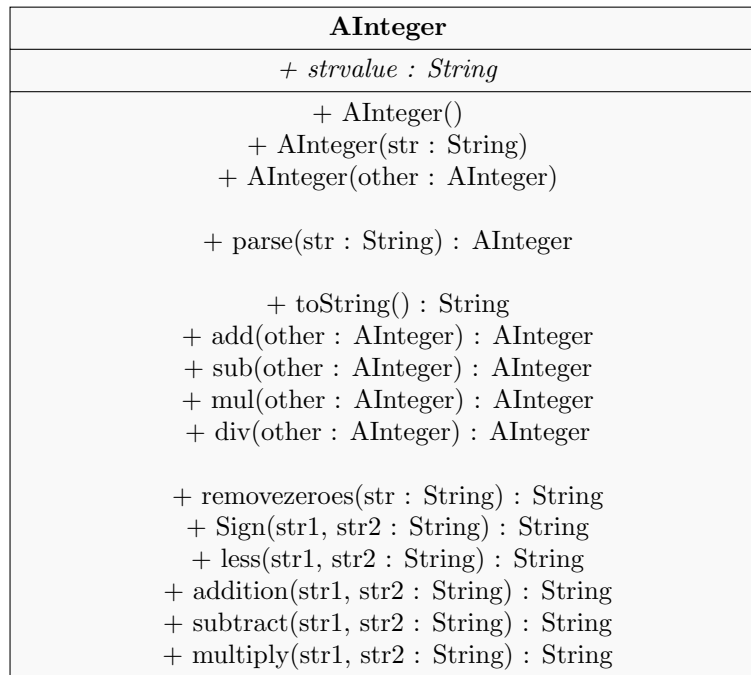 AInteger
+ strvalue : String
+ AInteger()
+ AInteger(str : String)
+ AInteger(other : AInteger)
+ parse(str : String) : AInteger
+ toString() : String
+ add(other : AInteger) : AInteger
+ sub(other : AInteger) : AInteger
+ mul(other : AInteger) : AInteger
+ div(other : AInteger) : AInteger
+ removezeroes(str : String) : String
+ Sign(str1, str2 : String) : String
+ less(str1, str2 : String) : String
+ addition(str1, str2 : String) : String
+ subtract(str1, str2 : String) : String
+ multiply(str1, str2 : String) : String